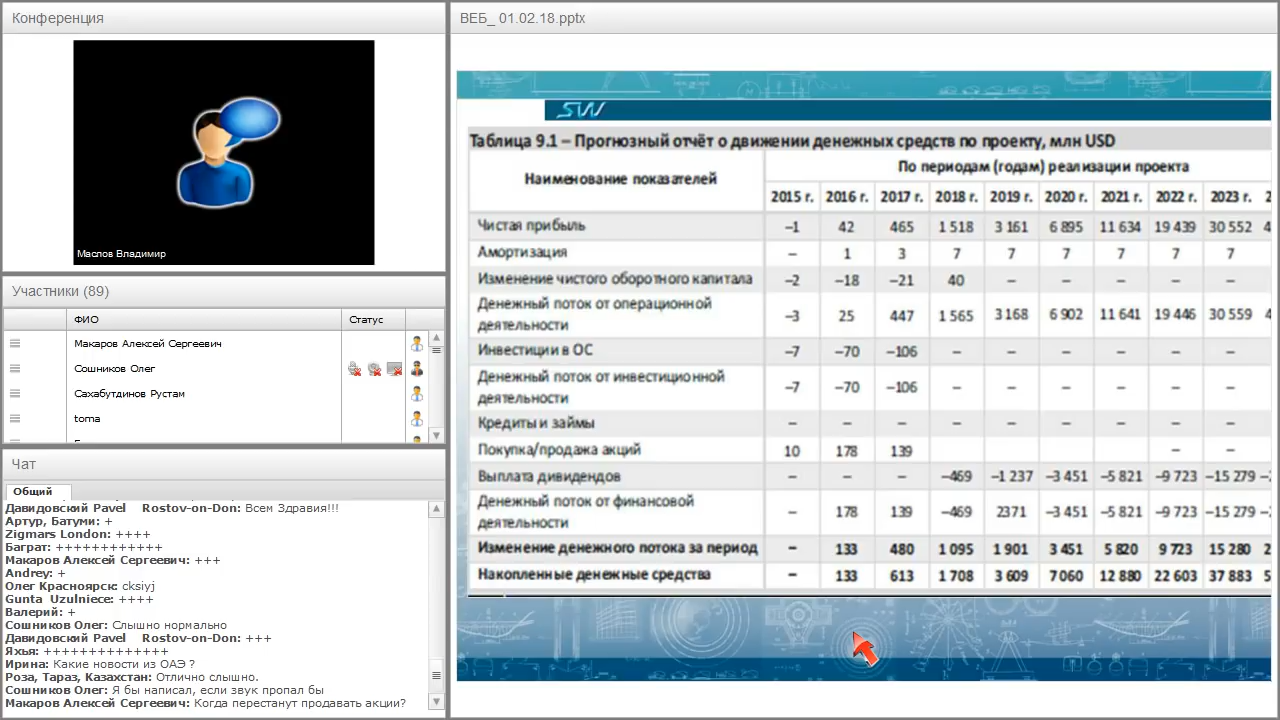 Конференция
Маслов Владимир
Участники (89)
ФИО Статус
Макаров Алексей Сергеевич
Сошников Олег
Сахабутдинов Рустам
toma
Чат
Общий
Давидовский Pavel Rostov-on-Don: Всем Здравия!!!
Артур, Батуми: +
Zigmars London: ++++
Баграт: ++++++++++++
Макаров Алексей Сергеевич: +++
Andrey: +
Олег Красноярск: cksiyj
Gunta Uzulniece: ++++
Валерий: +
Сошников Олег: Слышно нормально
Давидовский Pavel Rostov-on-Don: +++
Яхья: ++++++++++++++
Ирина: Какие новости из ОАЭ ?
Роза, Тараз, Казахстан: Отлично слышно.
Сошников Олег: Я бы написал, если звук пропал бы
Макаров Алексей Сергеевич: Когда перестанут продавать акции?
ВЕБ_ 01.02.18.pptx
SW
Таблица 9.1 – Прогнозный отчёт о движении денежных средств по проекту, млн USD
Наименование показателей
По периодам (годам) реализации проекта
2015 г. 2016 г. 2017 г. 2018 г. 2019 г. 2020 г. 2021 г. 2022 г. 2023 г. 2
Чистая прибыль –1 42 465 1 518 3 161 6 895 11 634 19 439 30 552 4
Амортизация – 1 3 7 7 7 7 7 7
Изменение чистого оборотного капитала –2 –18 –21 40 – – – – –
Денежный поток от операционной
деятельности –3 25 447 1 565 3 168 6 902 11 641 19 446 30 559 4
Инвестиции в ОС –7 –70 –106 – – – – – –
Денежный поток от инвестиционной
деятельности –7 –70 –106 – – – – – –
Кредиты и займы – – – – – – – – –
Покупка/продажа акций 10 178 139 – –
Выплата дивидендов – – – –469 –1 237 –3 451 –5 821 –9 723 –15 279 –2
Денежный поток от финансовой
деятельности – 178 139 –469 2371 –3 451 –5 821 –9 723 –15 279 –2
Изменение денежного потока за период – 133 480 1 095 1 901 3 451 5 820 9 723 15 280 2
Накопленные денежные средства – 133 613 1 708 3 609 7 060 12 880 22 603 37 883 5